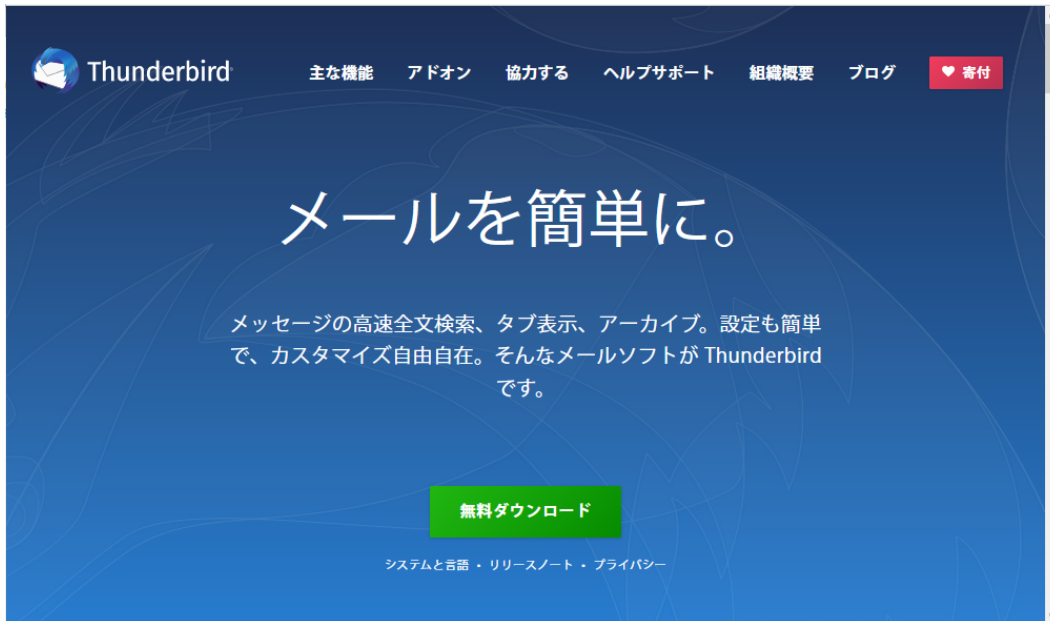 Thunderbird 主な機能 アドオン 協力する ヘルプサポート 組織概要 ブログ ♥ 寄付
メールを簡単に。
メッセージの高速全文検索、タブ表示、アーカイブ。設定も簡単
で、カスタマイズ自由自在。そんなメールソフトが Thunderbird
です。
無料ダウンロード
システムと言語 ・ リリースノート ・ プライバシー